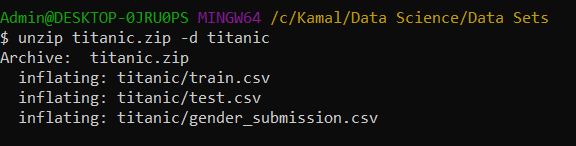 Admin@DESKTOP-0JRU0PS MINGW64 /c/Kamal/Data Science/Data Sets
$ unzip titanic.zip -d titanic
Archive:  titanic.zip
  inflating: titanic/train.csv
  inflating: titanic/test.csv
  inflating: titanic/gender_submission.csv